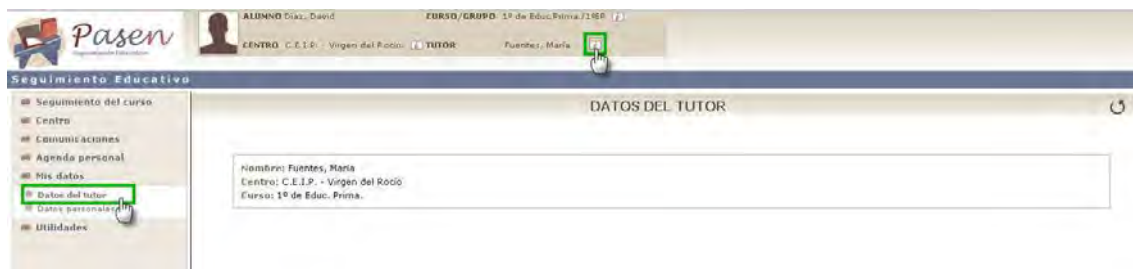 Pasen
ALUMNO Díaz, David CURSO/GRUPO 1º de Educ.Prima./1ºER
CENTRO C.E.I.P. - Virgen del Rocío TUTOR Fuentes, María
Seguimiento Educativo
Seguimiento del curso
Centro
Comunicaciones
Agenda personal
Mis datos
Datos del tutor
Datos personales
Utilidades
DATOS DEL TUTOR
Nombre: Fuentes, María
Centro: C.E.I.P. - Virgen del Rocío
Curso: 1º de Educ. Prima.